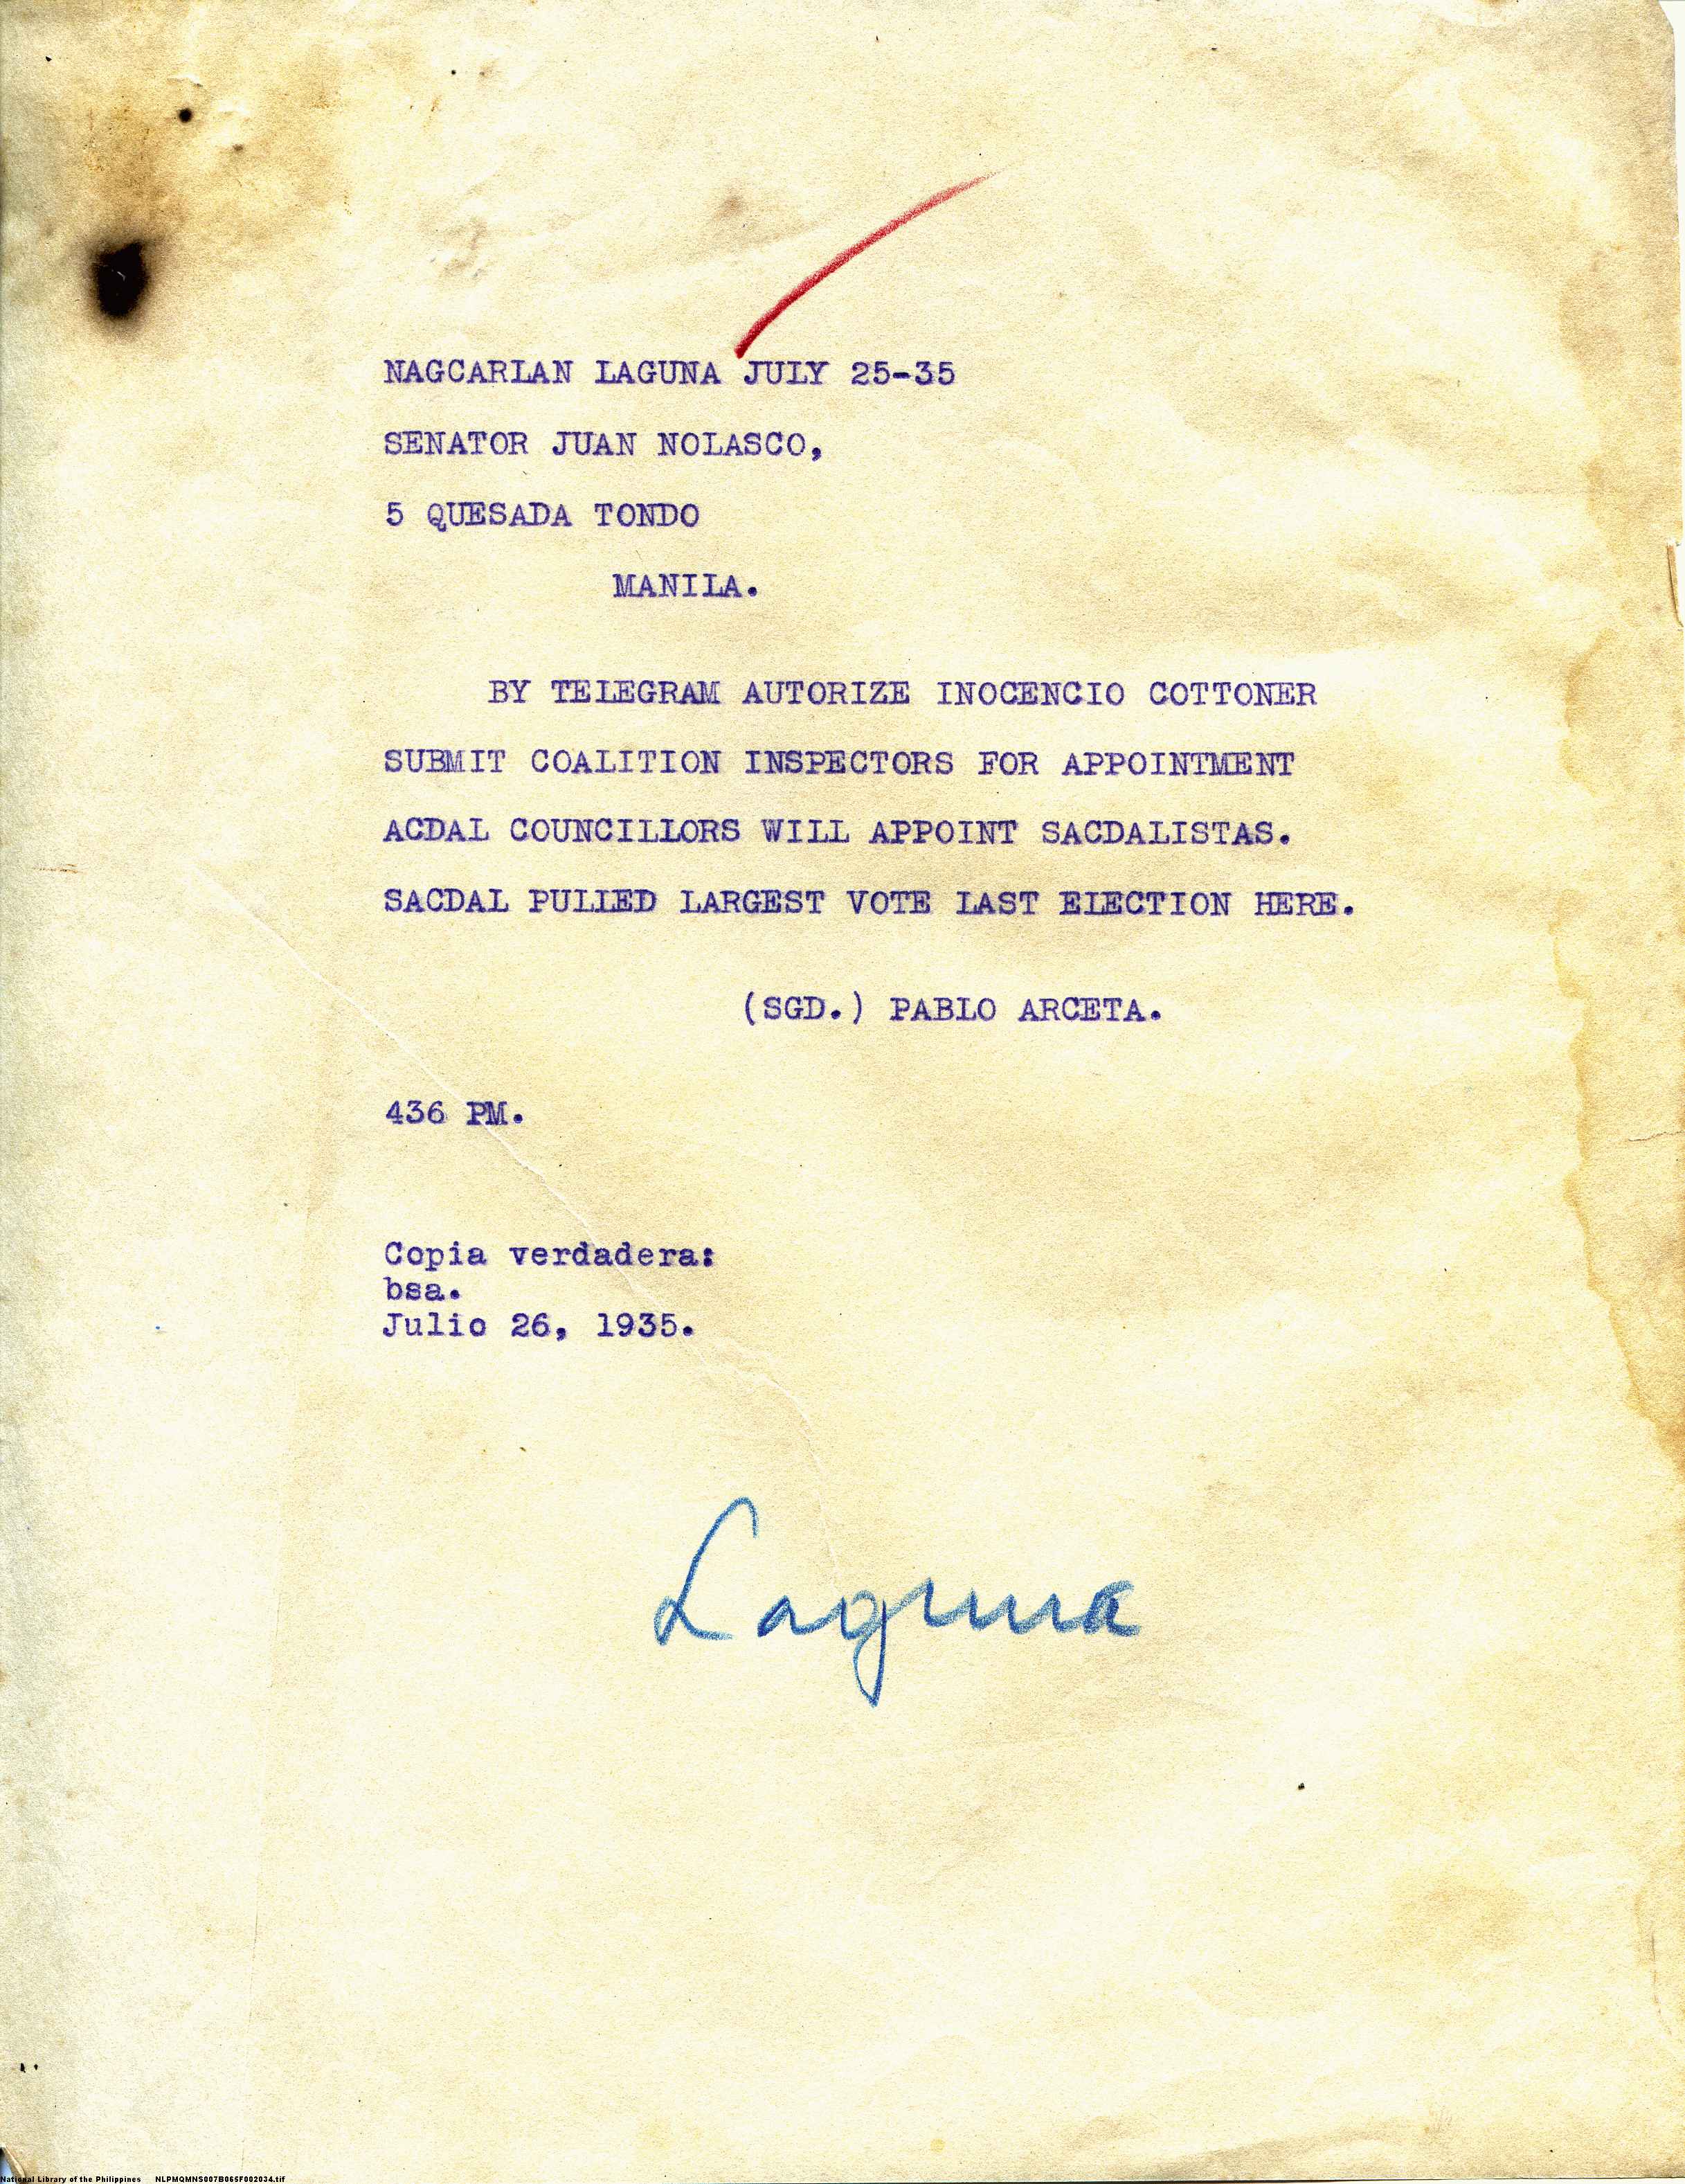 NAGCARLAN LAGUNA JULY 25-35
SENATOR JUAN NOLASCO,
5 QUESADA TONDO
MANILA.
BY TELEGRAM AUTORIZE INOCENCIO COTTONER
SUBMIT COALITION INSPECTORS FOR APPOINTMENT
ACDAL COUNCILLORS WILL APPOINT SACDALISTAS.
SACDAL PULLED LARGEST VOTE LAST ELECTION HERE.
(SGD.) PABLO ARCETA.
436 PM.
Copia verdadera:
bsa.
Julio 26, 1935.
Laguna
National Library of the Philippines NLPMQMNS007B065F002034.tif